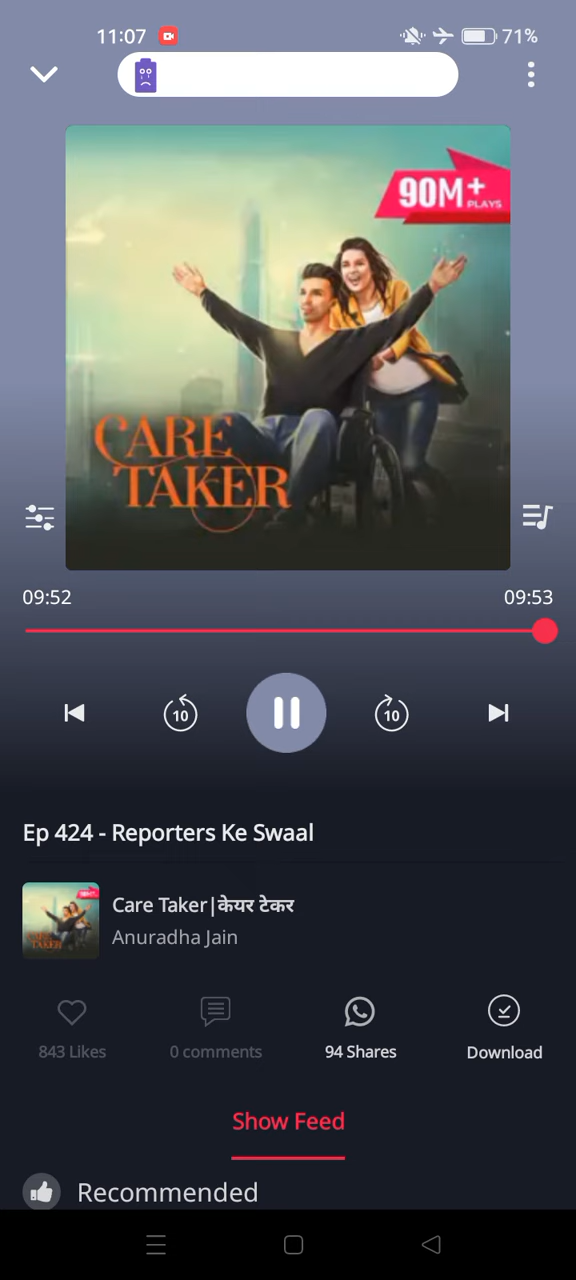 11:07
71%
90M+
PLAYS
CARE
TAKER
09:52
09:53
10
10
Ep 424 - Reporters Ke Swaal
Care Taker|केयर टेकर
Anuradha Jain
843 Likes
0 comments
94 Shares
Download
Show Feed
Recommended